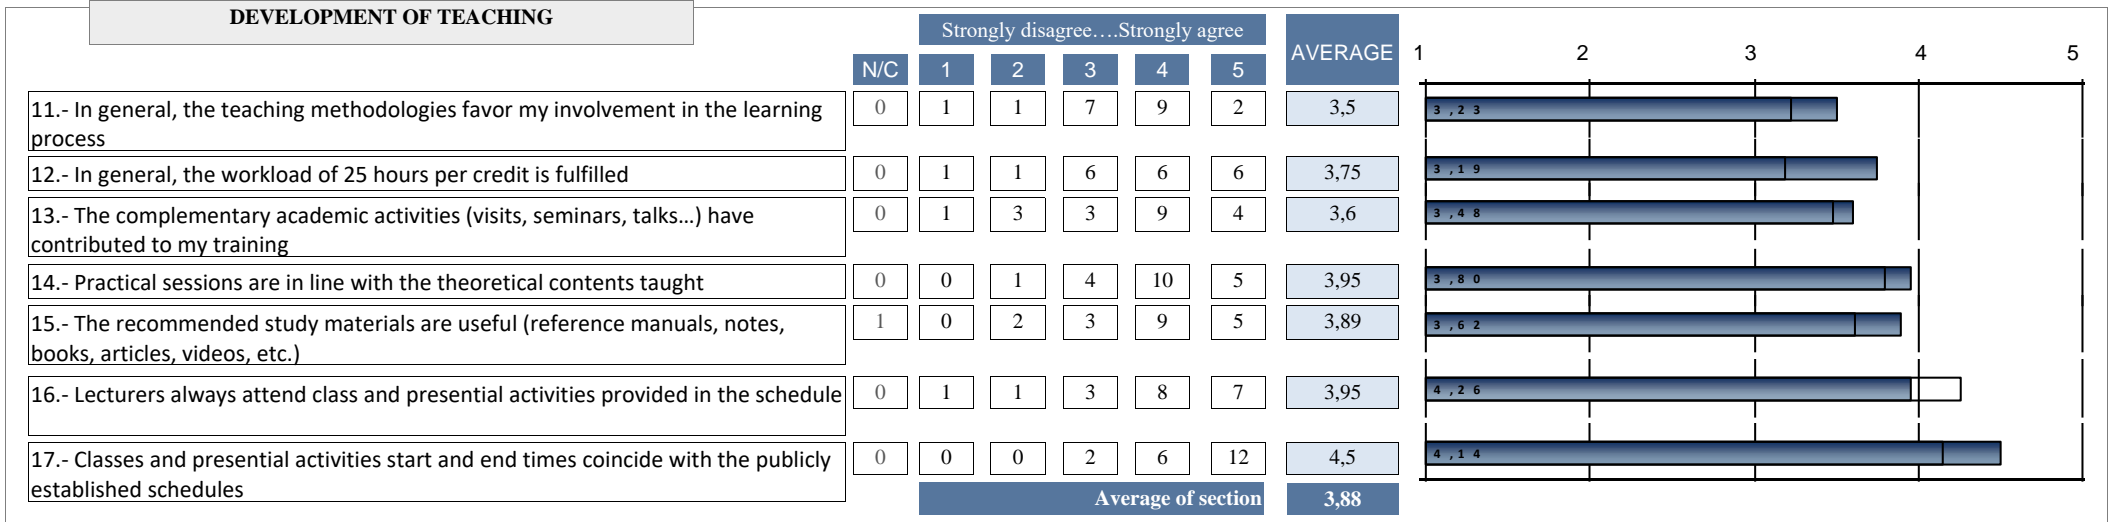 DEVELOPMENT OF TEACHING
Strongly disagree….Strongly agree
AVERAGE
1 2 3 4 5
N/C 1 2 3 4 5
11.- In general, the teaching methodologies favor my involvement in the learning
process
0 1 1 7 9 2 3,5 3,23
12.- In general, the workload of 25 hours per credit is fulfilled
0 1 1 6 6 6 3,75 3,19
13.- The complementary academic activities (visits, seminars, talks…) have
contributed to my training
0 1 3 3 9 4 3,6 3,48
14.- Practical sessions are in line with the theoretical contents taught
0 0 1 4 10 5 3,95 3,80
15.- The recommended study materials are useful (reference manuals, notes,
books, articles, videos, etc.)
1 0 2 3 9 5 3,89 3,62
16.- Lecturers always attend class and presential activities provided in the schedule
0 1 1 3 8 7 3,95 4,26
17.- Classes and presential activities start and end times coincide with the publicly
established schedules
0 0 0 2 6 12 4,5 4,14
Average of section 3,88